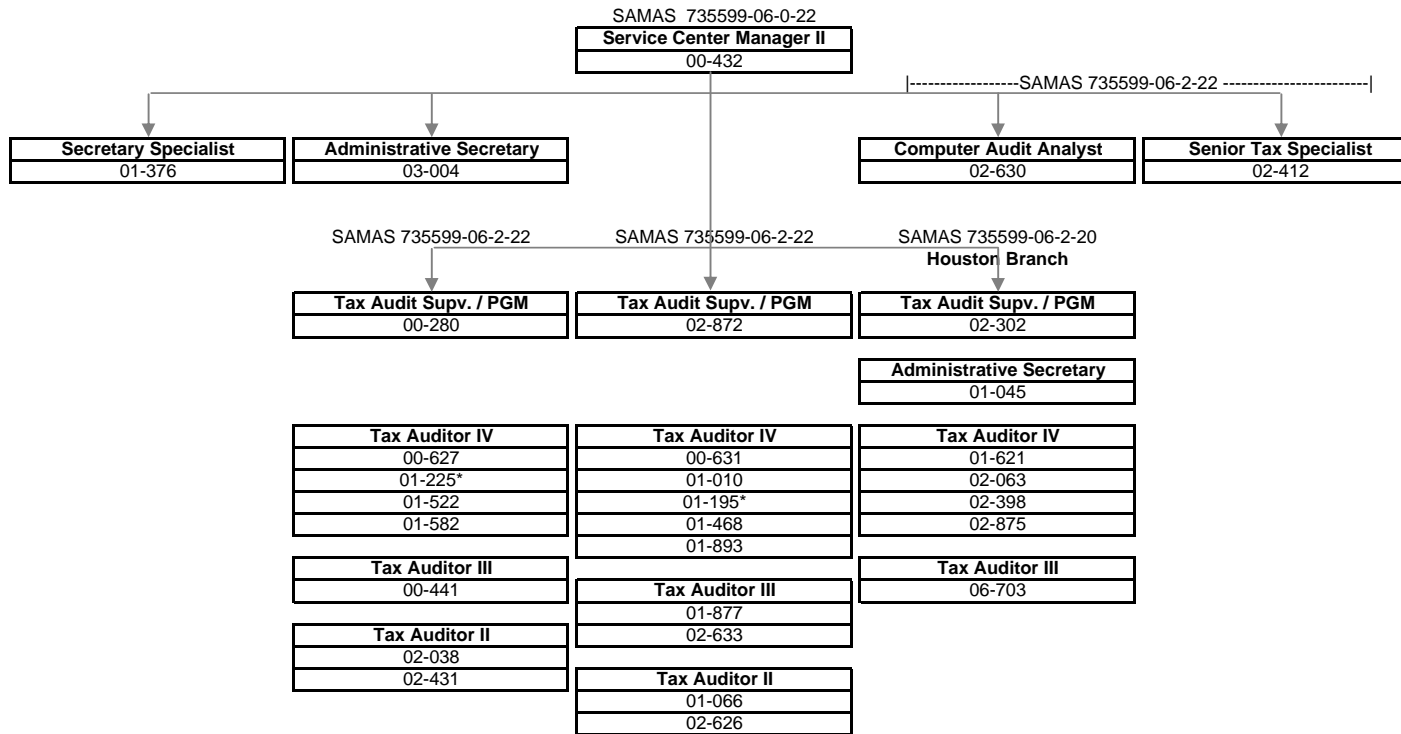 SAMAS 735599-06-0-22
Service Center Manager II
00-432
|------------------SAMAS 735599-06-2-22 ------------------------|
Secretary Specialist
01-376
Administrative Secretary
03-004
Computer Audit Analyst
02-630
Senior Tax Specialist
02-412
SAMAS 735599-06-2-22
SAMAS 735599-06-2-22
SAMAS 735599-06-2-20
Houston Branch
Tax Audit Supv. / PGM
00-280
Tax Audit Supv. / PGM
02-872
Tax Audit Supv. / PGM
02-302
Administrative Secretary
01-045
Tax Auditor IV
00-627
01-225*
01-522
01-582
Tax Auditor III
00-441
Tax Auditor II
02-038
02-431
Tax Auditor IV
00-631
01-010
01-195*
01-468
01-893
Tax Auditor III
01-877
02-633
Tax Auditor II
01-066
02-626
Tax Auditor IV
01-621
02-063
02-398
02-875
Tax Auditor III
06-703